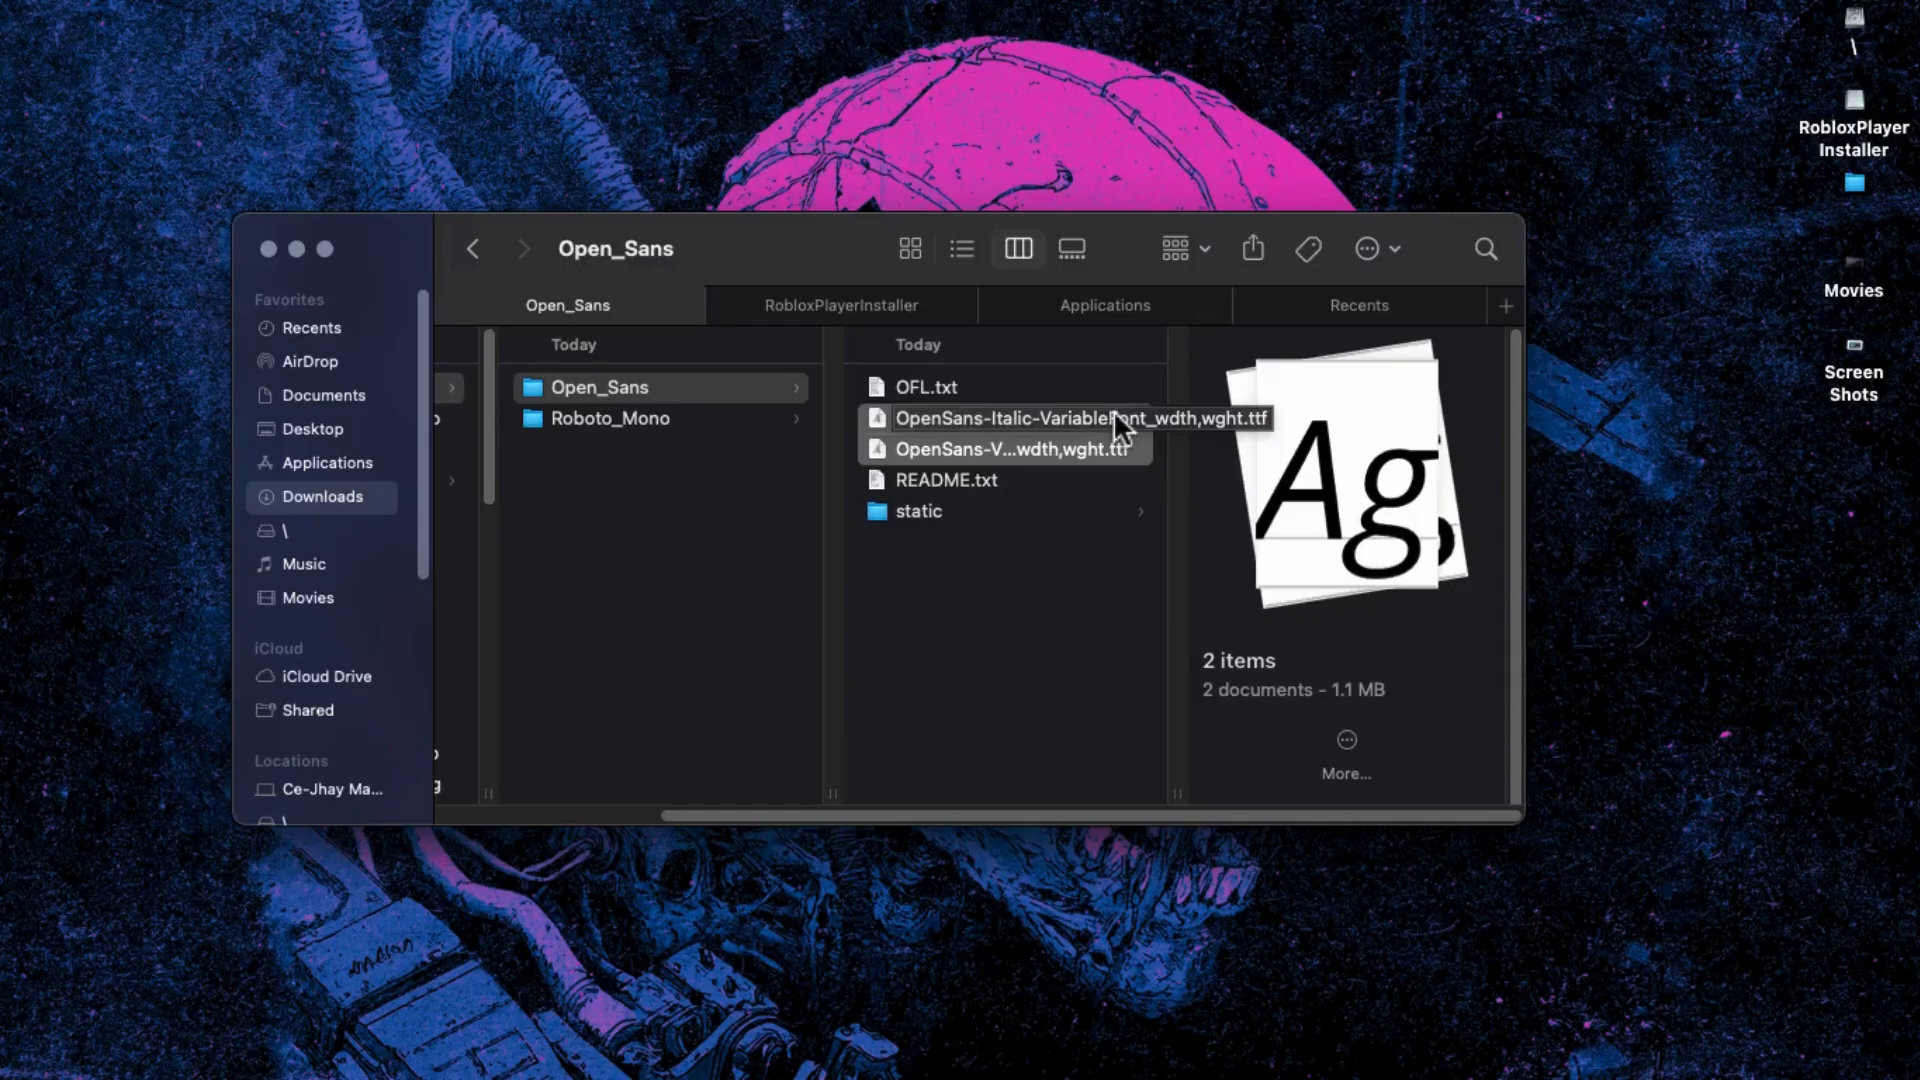 \
RobloxPlayer
Installer
Movies
Screen
Shots
Open_Sans
Open_Sans
RobloxPlayerInstaller
Applications
Recents
+
Favorites
Recents
AirDrop
Documents
Desktop
Applications
Downloads
\
Music
Movies
iCloud
iCloud Drive
Shared
Locations
Ce-Jhay Ma...
\
Today
Open_Sans
Roboto_Mono
Today
OFL.txt
OpenSans-Italic-VariableFont_wdth,wght.ttf
OpenSans-V...wdth,wght.ttf
README.txt
static
Ag
2 items
2 documents - 1.1 MB
More...